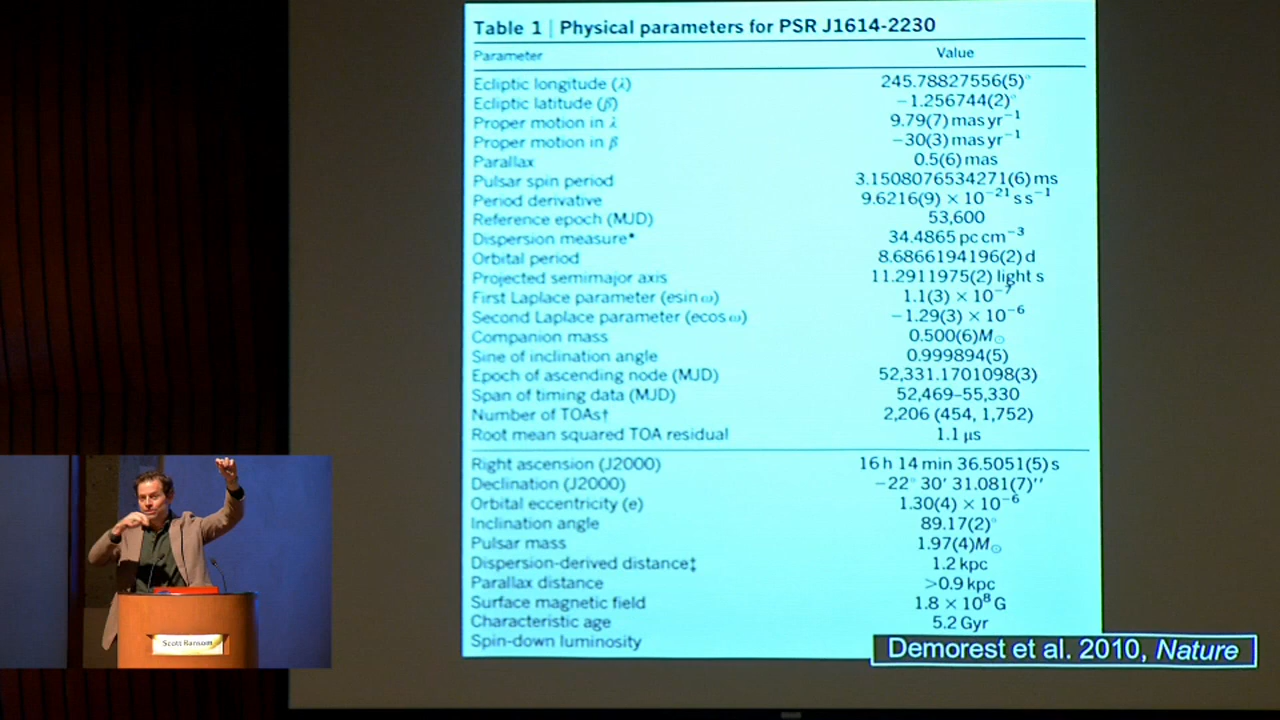 Table 1 | Physical parameters for PSR J1614-2230
Parameter Value
Ecliptic longitude (λ) 245.78827556(5)°
Ecliptic latitude (β) −1.256744(2)°
Proper motion in λ 9.79(7) mas yr⁻¹
Proper motion in β −30(3) mas yr⁻¹
Parallax 0.5(6) mas
Pulsar spin period 3.1508076534271(6) ms
Period derivative 9.6216(9) × 10⁻²¹ s s⁻¹
Reference epoch (MJD) 53,600
Dispersion measure* 34.4865 pc cm⁻³
Orbital period 8.6866194196(2) d
Projected semimajor axis 11.2911975(2) light s
First Laplace parameter (esin ω) 1.1(3) × 10⁻⁷
Second Laplace parameter (ecos ω) −1.29(3) × 10⁻⁶
Companion mass 0.500(6)M☉
Sine of inclination angle 0.999894(5)
Epoch of ascending node (MJD) 52,331.1701098(3)
Span of timing data (MJD) 52,469–55,330
Number of TOAs† 2,206 (454, 1,752)
Root mean squared TOA residual 1.1 μs
Right ascension (J2000) 16 h 14 min 36.5051(5) s
Declination (J2000) −22° 30′ 31.081(7)′′
Orbital eccentricity (e) 1.30(4) × 10⁻⁶
Inclination angle 89.17(2)°
Pulsar mass 1.97(4)M☉
Dispersion-derived distance‡ 1.2 kpc
Parallax distance >0.9 kpc
Surface magnetic field 1.8 × 10⁸ G
Characteristic age 5.2 Gyr
Spin-down luminosity
Demorest et al. 2010, Nature
Scott Ransom